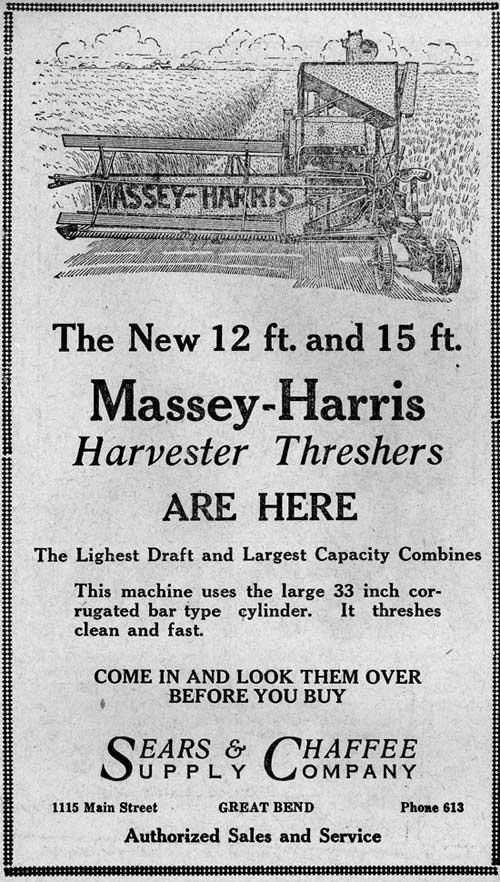 MASSEY-HARRIS
The New 12 ft. and 15 ft.
Massey-Harris
Harvester Threshers
ARE HERE
The Lighest Draft and Largest Capacity Combines
This machine uses the large 33 inch cor-
rugated bar type cylinder. It threshes
clean and fast.
COME IN AND LOOK THEM OVER
BEFORE YOU BUY
SEARS & CHAFFEE
SUPPLY COMPANY
1115 Main Street GREAT BEND Phone 613
Authorized Sales and Service